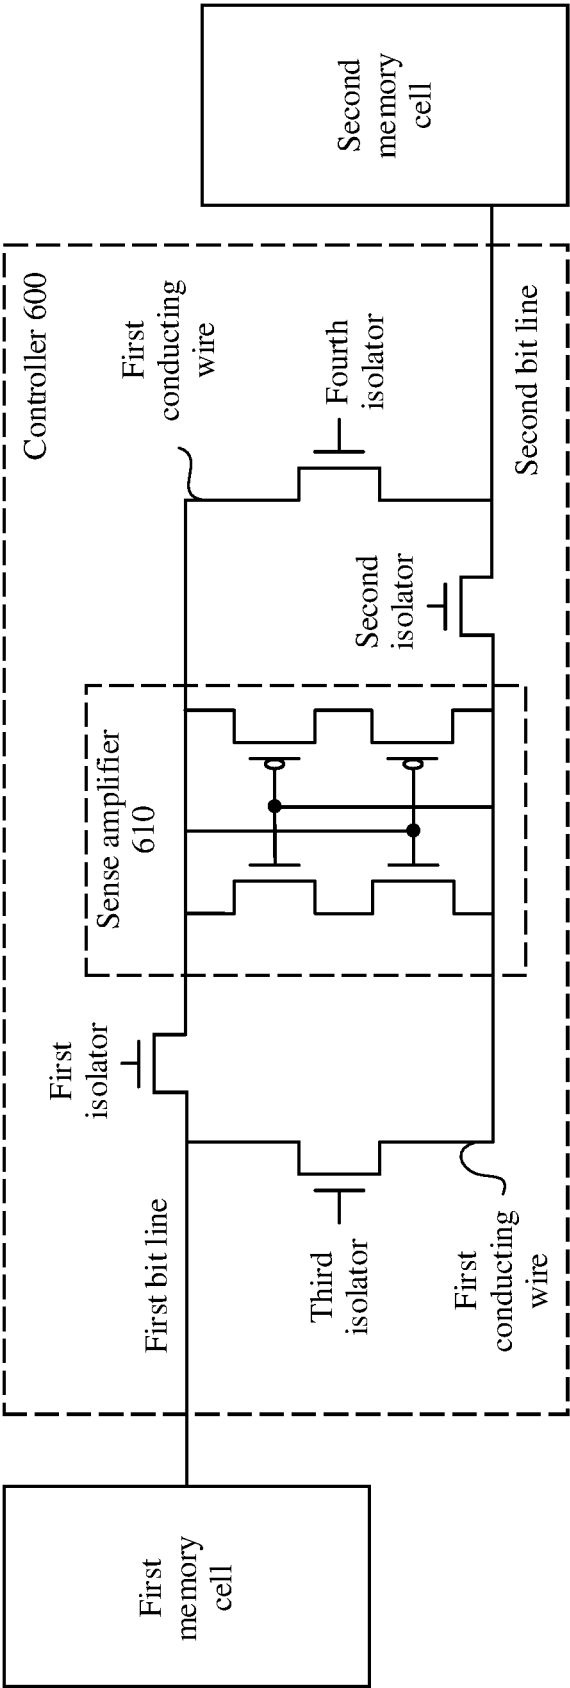 Controller 600
First
isolator
Sense amplifier
610
First
conducting
wire
First
memory
cell
First bit line
Third
isolator
Second
isolator
Fourth
isolator
Second
memory
cell
First
conducting
wire
Second bit line